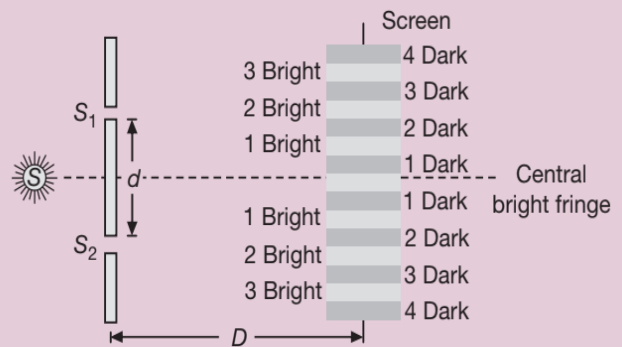 Screen
4 Dark
3 Bright
3 Dark
2 Bright
S1
2 Dark
1 Bright
1 Dark
S
d
Central
bright fringe
1 Dark
1 Bright
S2
2 Dark
2 Bright
3 Dark
3 Bright
4 Dark
D